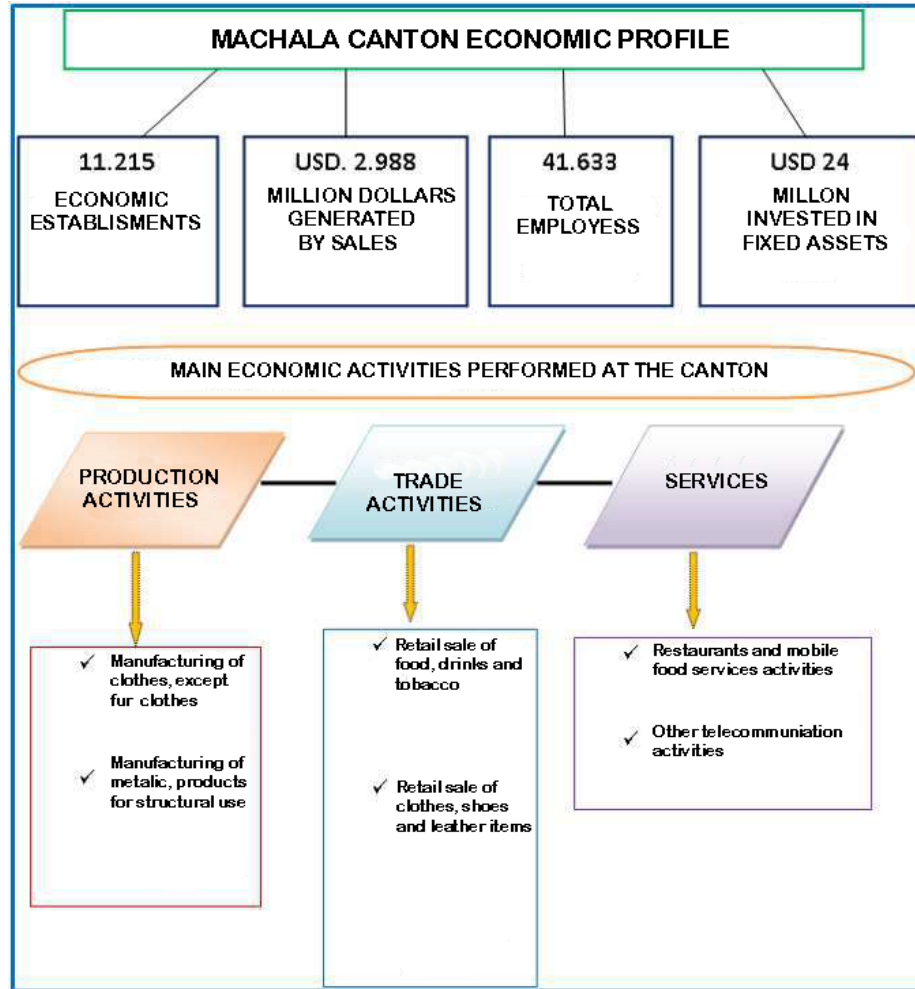 MACHALA CANTON ECONOMIC PROFILE
11.215
ECONOMIC
ESTABLISMENTS
USD. 2.988
MILLION DOLLARS
GENERATED
BY SALES
41.633
TOTAL
EMPLOYESS
USD 24
MILLON
INVESTED IN
FIXED ASSETS
MAIN ECONOMIC ACTIVITIES PERFORMED AT THE CANTON
PRODUCTION
ACTIVITIES
TRADE
ACTIVITIES
SERVICES
✓ Manufacturing of
clothes, except
fur clothes
✓ Manufacturing of
metalic, products
for structural use
✓ Retail sale of
food, drinks and
tobacco
✓ Retail sale of
clothes, shoes
and leather items
✓ Restaurants and mobile
food services activities
✓ Other telecommuniation
activities